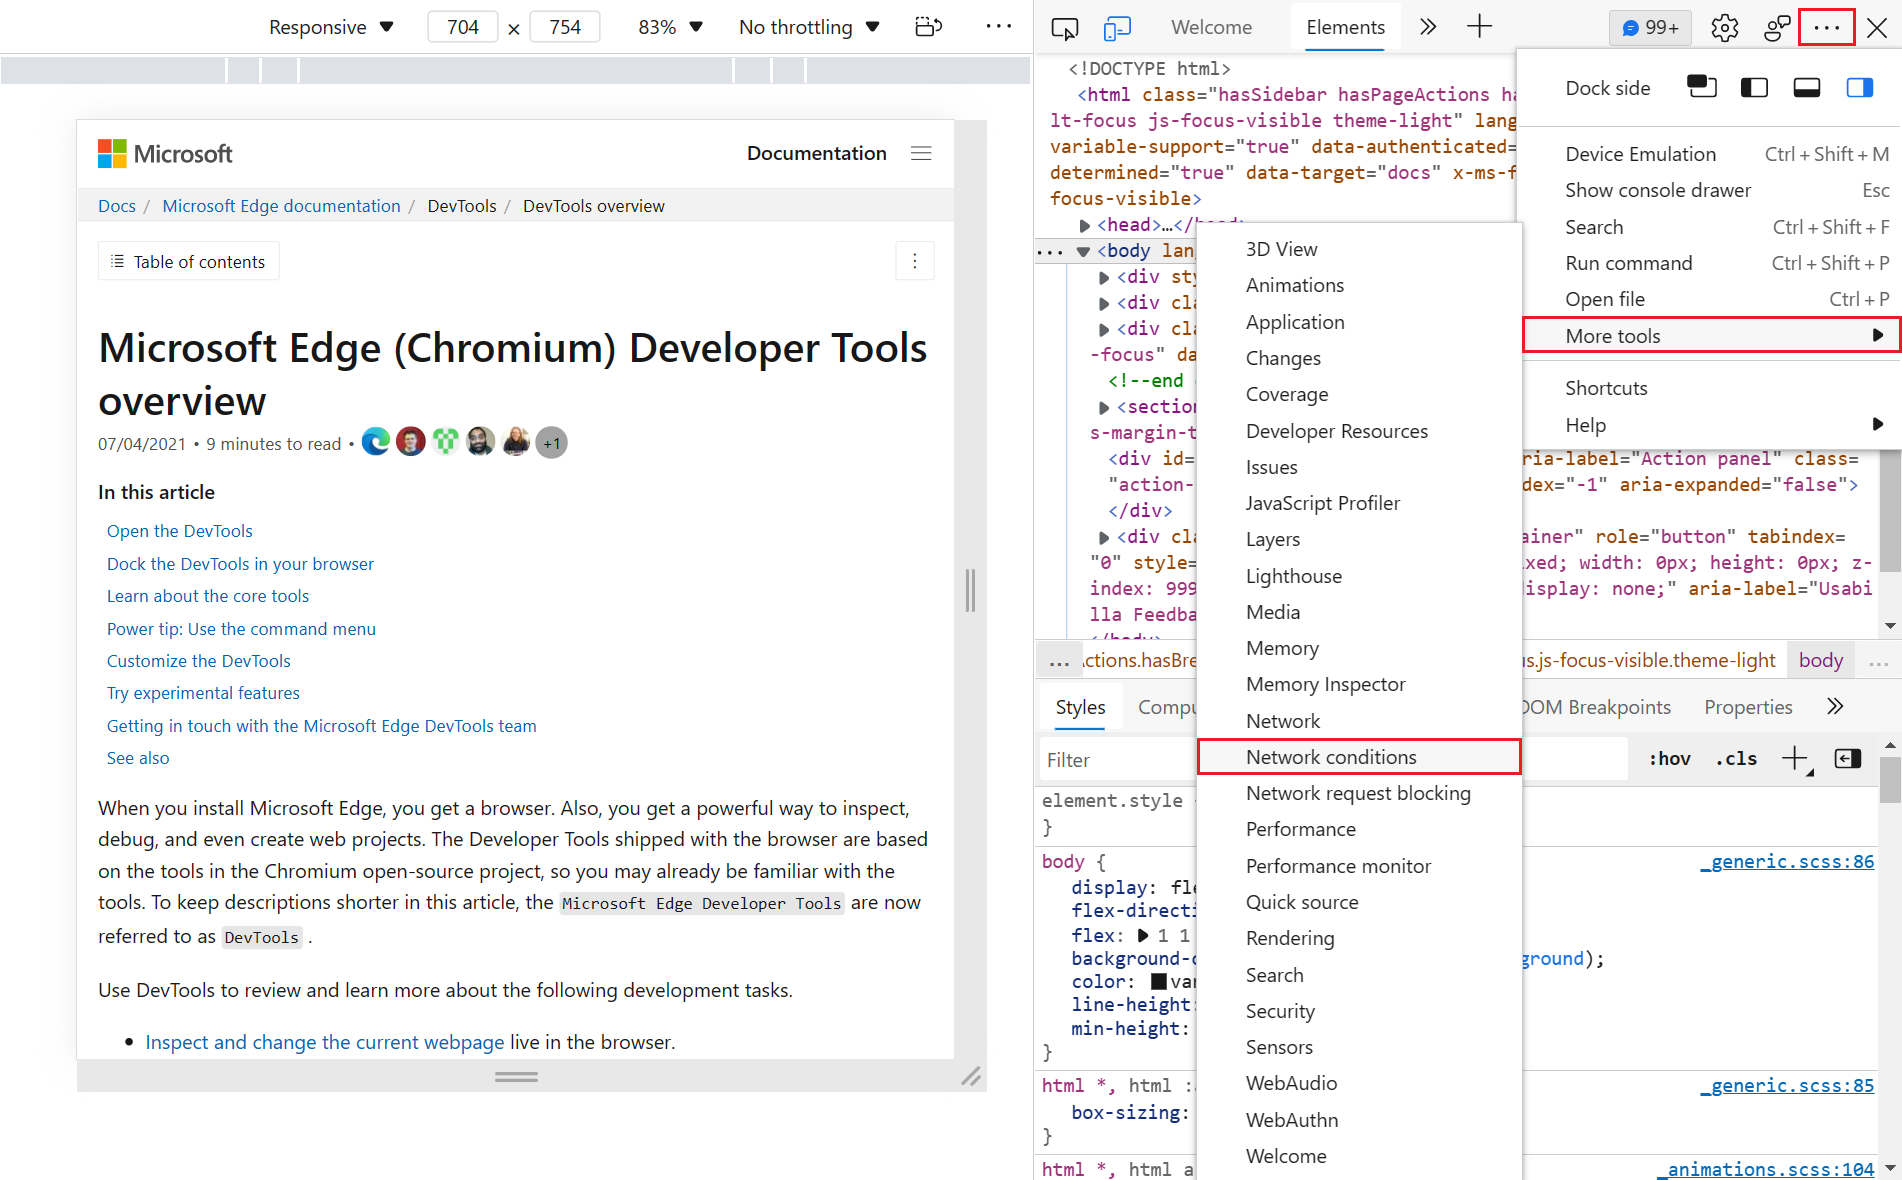 Responsive
704 × 754
83%
No throttling
Welcome
Elements
99+
Microsoft
Documentation
Docs / Microsoft Edge documentation / DevTools / DevTools overview
Table of contents
Microsoft Edge (Chromium) Developer Tools
overview
07/04/2021 • 9 minutes to read •
+1
In this article
Open the DevTools
Dock the DevTools in your browser
Learn about the core tools
Power tip: Use the command menu
Customize the DevTools
Try experimental features
Getting in touch with the Microsoft Edge DevTools team
See also
When you install Microsoft Edge, you get a browser. Also, you get a powerful way to inspect,
debug, and even create web projects. The Developer Tools shipped with the browser are based
on the tools in the Chromium open-source project, so you may already be familiar with the
tools. To keep descriptions shorter in this article, the Microsoft Edge Developer Tools are now
referred to as DevTools .
Use DevTools to review and learn more about the following development tasks.
• Inspect and change the current webpage live in the browser.
<!DOCTYPE html>
<html class="hasSidebar hasPageActions ha
lt-focus js-focus-visible theme-light" lang
variable-support="true" data-authenticated=
determined="true" data-target="docs" x-ms-f
focus-visible>
<head>…</head>
<body lan
<div sty
<div cla
<div cla
-focus" da
<!--end
<section
s-margin-t
<div id=
ria-label="Action panel" class=
"action-
dex="-1" aria-expanded="false">
</div>
<div cla
ainer" role="button" tabindex=
"0" style=
ixed; width: 0px; height: 0px; z-
index: 999
isplay: none;" aria-label="Usabi
lla Feedba
</body>
... ctions.hasBre
us.js-focus-visible.theme-light
body
...
Styles
Compu
DOM Breakpoints
Properties
Filter
:hov
.cls
element.style
}
body {
_generic.scss:86
display: fle
flex-directi
flex: 1 1
background-c
ground);
color: var
line-height:
min-height:
}
html *, html :a
_generic.scss:85
box-sizing:
}
html *, html a
_animations.scss:104
Dock side
Device Emulation Ctrl + Shift + M
Show console drawer Esc
Search Ctrl + Shift + F
Run command Ctrl + Shift + P
Open file Ctrl + P
More tools
Shortcuts
Help
3D View
Animations
Application
Changes
Coverage
Developer Resources
Issues
JavaScript Profiler
Layers
Lighthouse
Media
Memory
Memory Inspector
Network
Network conditions
Network request blocking
Performance
Performance monitor
Quick source
Rendering
Search
Security
Sensors
WebAudio
WebAuthn
Welcome